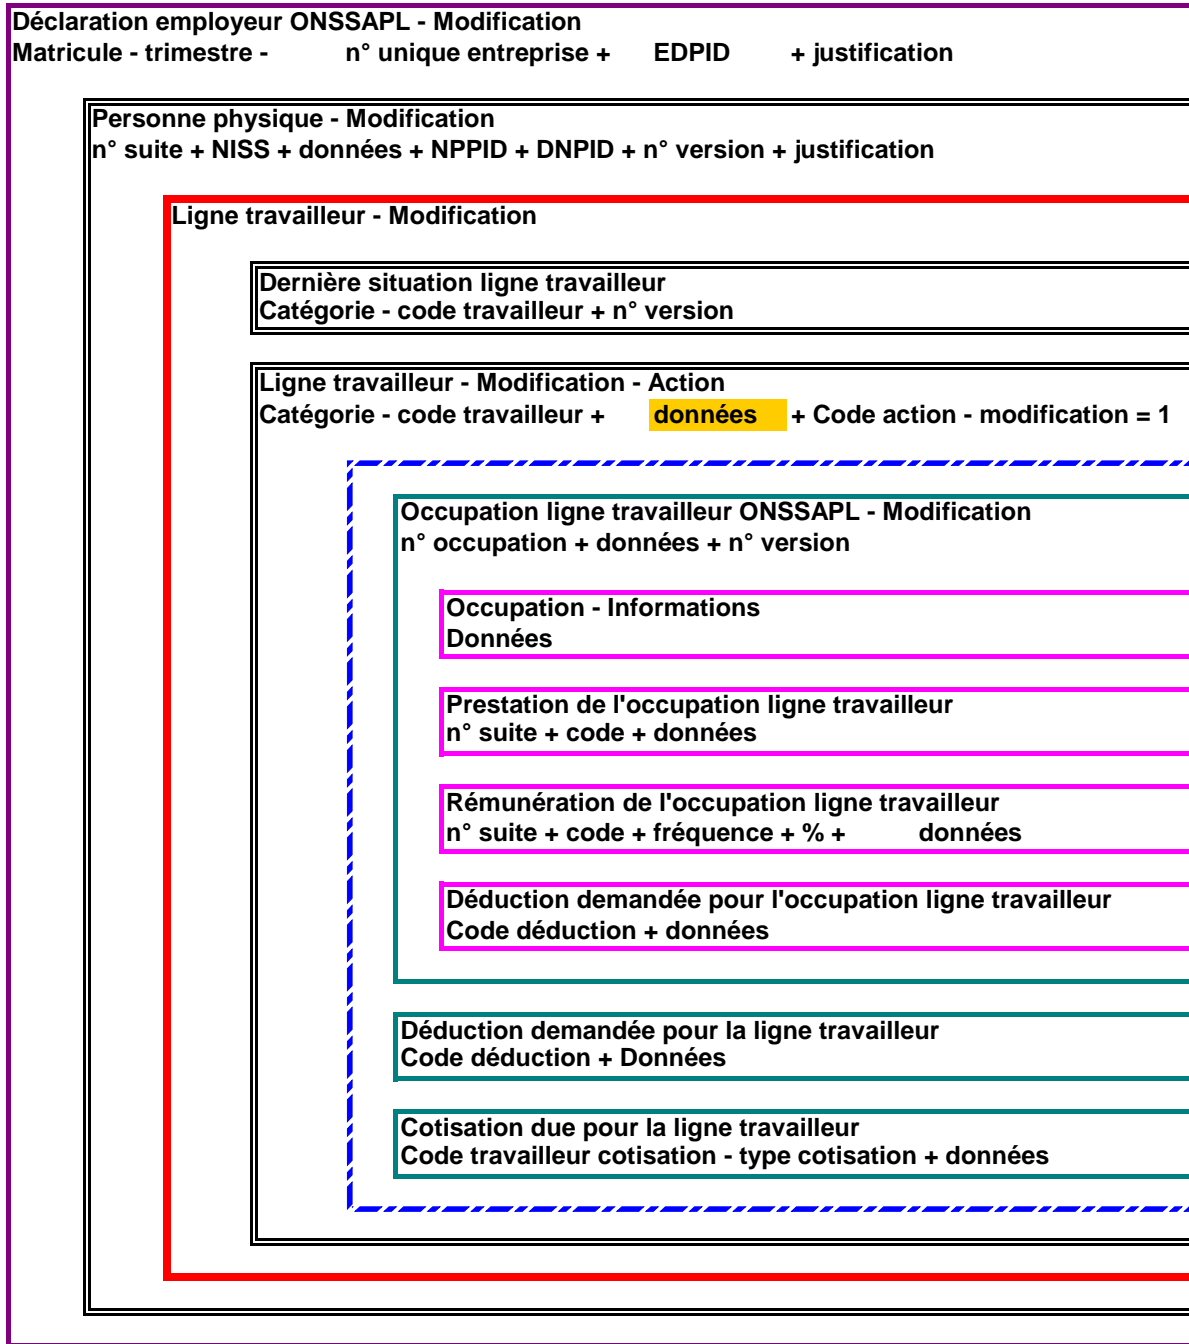 Déclaration employeur ONSSAPL - Modification
Matricule - trimestre - n° unique entreprise + EDPID + justification
Personne physique - Modification
n° suite + NISS + données + NPPID + DNPID + n° version + justification
Ligne travailleur - Modification
Dernière situation ligne travailleur
Catégorie - code travailleur + n° version
Ligne travailleur - Modification - Action
Catégorie - code travailleur + données + Code action - modification = 1
Occupation ligne travailleur ONSSAPL - Modification
n° occupation + données + n° version
Occupation - Informations
Données
Prestation de l'occupation ligne travailleur
n° suite + code + données
Rémunération de l'occupation ligne travailleur
n° suite + code + fréquence + % + données
Déduction demandée pour l'occupation ligne travailleur
Code déduction + données
Déduction demandée pour la ligne travailleur
Code déduction + Données
Cotisation due pour la ligne travailleur
Code travailleur cotisation - type cotisation + données